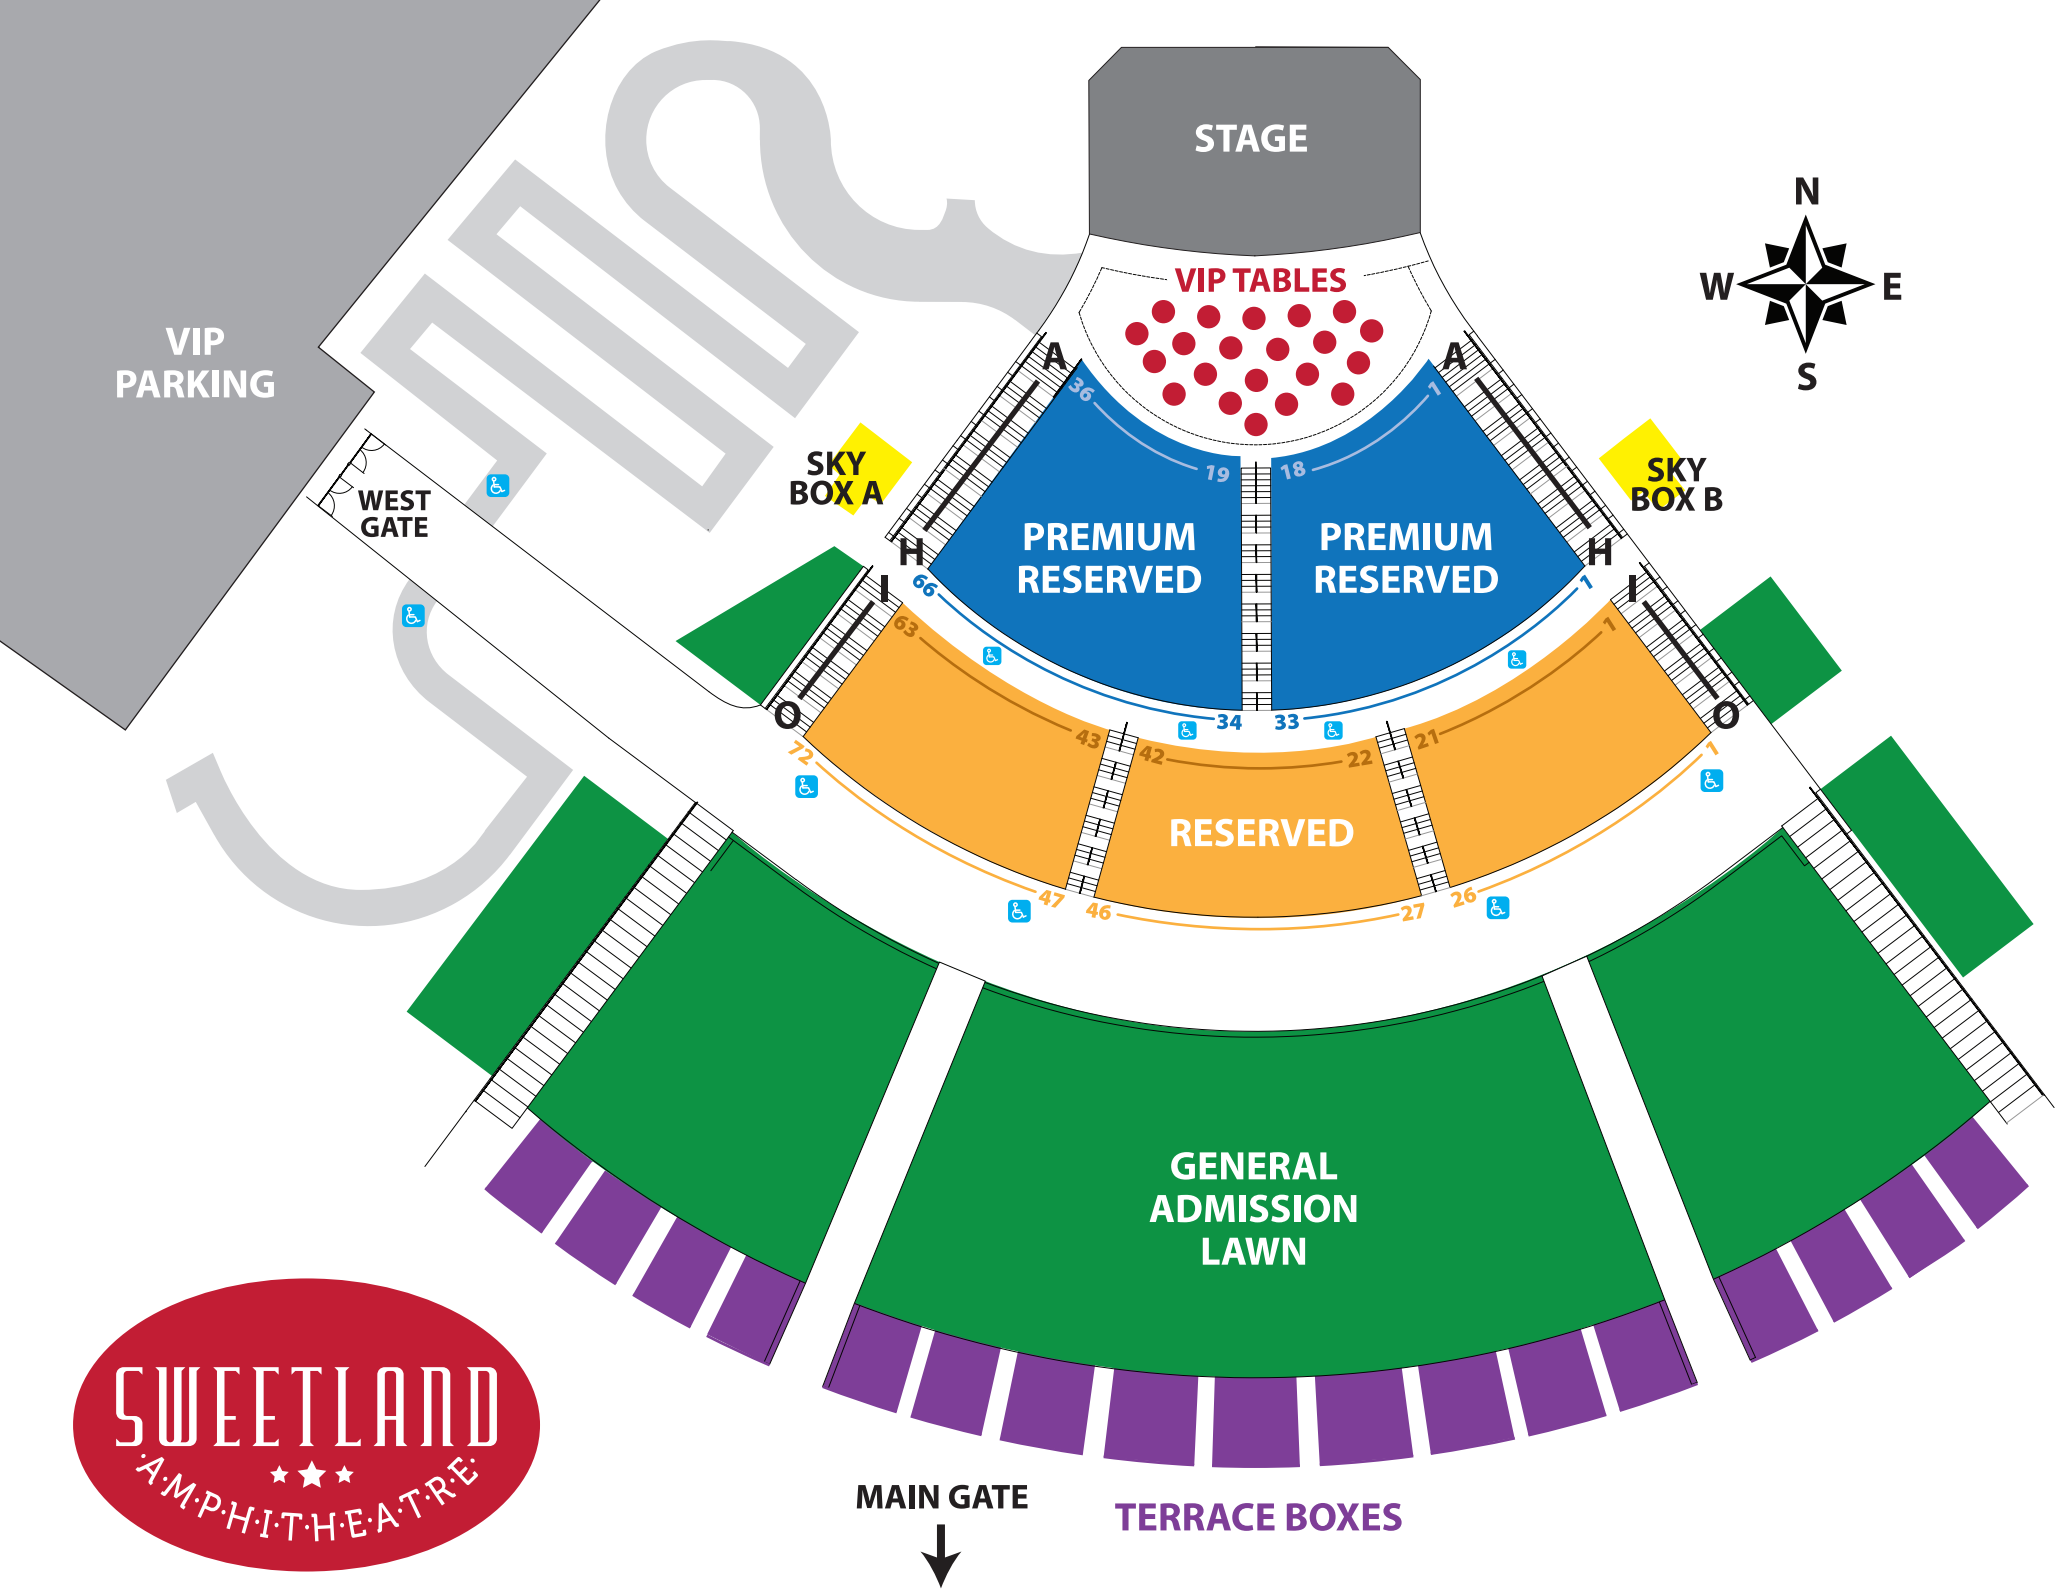 STAGE
N
W
E
S
VIP TABLES
VIP
PARKING
A
A
36
1
19
18
SKY
BOX A
SKY
BOX B
WEST
GATE
PREMIUM
RESERVED
PREMIUM
RESERVED
H
H
I
I
66
1
63
1
O
O
34
33
43
42
22
21
72
1
RESERVED
47
46
27
26
GENERAL
ADMISSION
LAWN
SWEETLAND
·A·M·P·H·I·T·H·E·A·T·R·E·
MAIN GATE
TERRACE BOXES